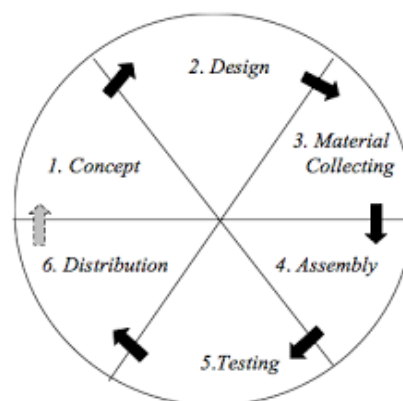 1. Concept
2. Design
3. Material
Collecting
4. Assembly
5.Testing
6. Distribution